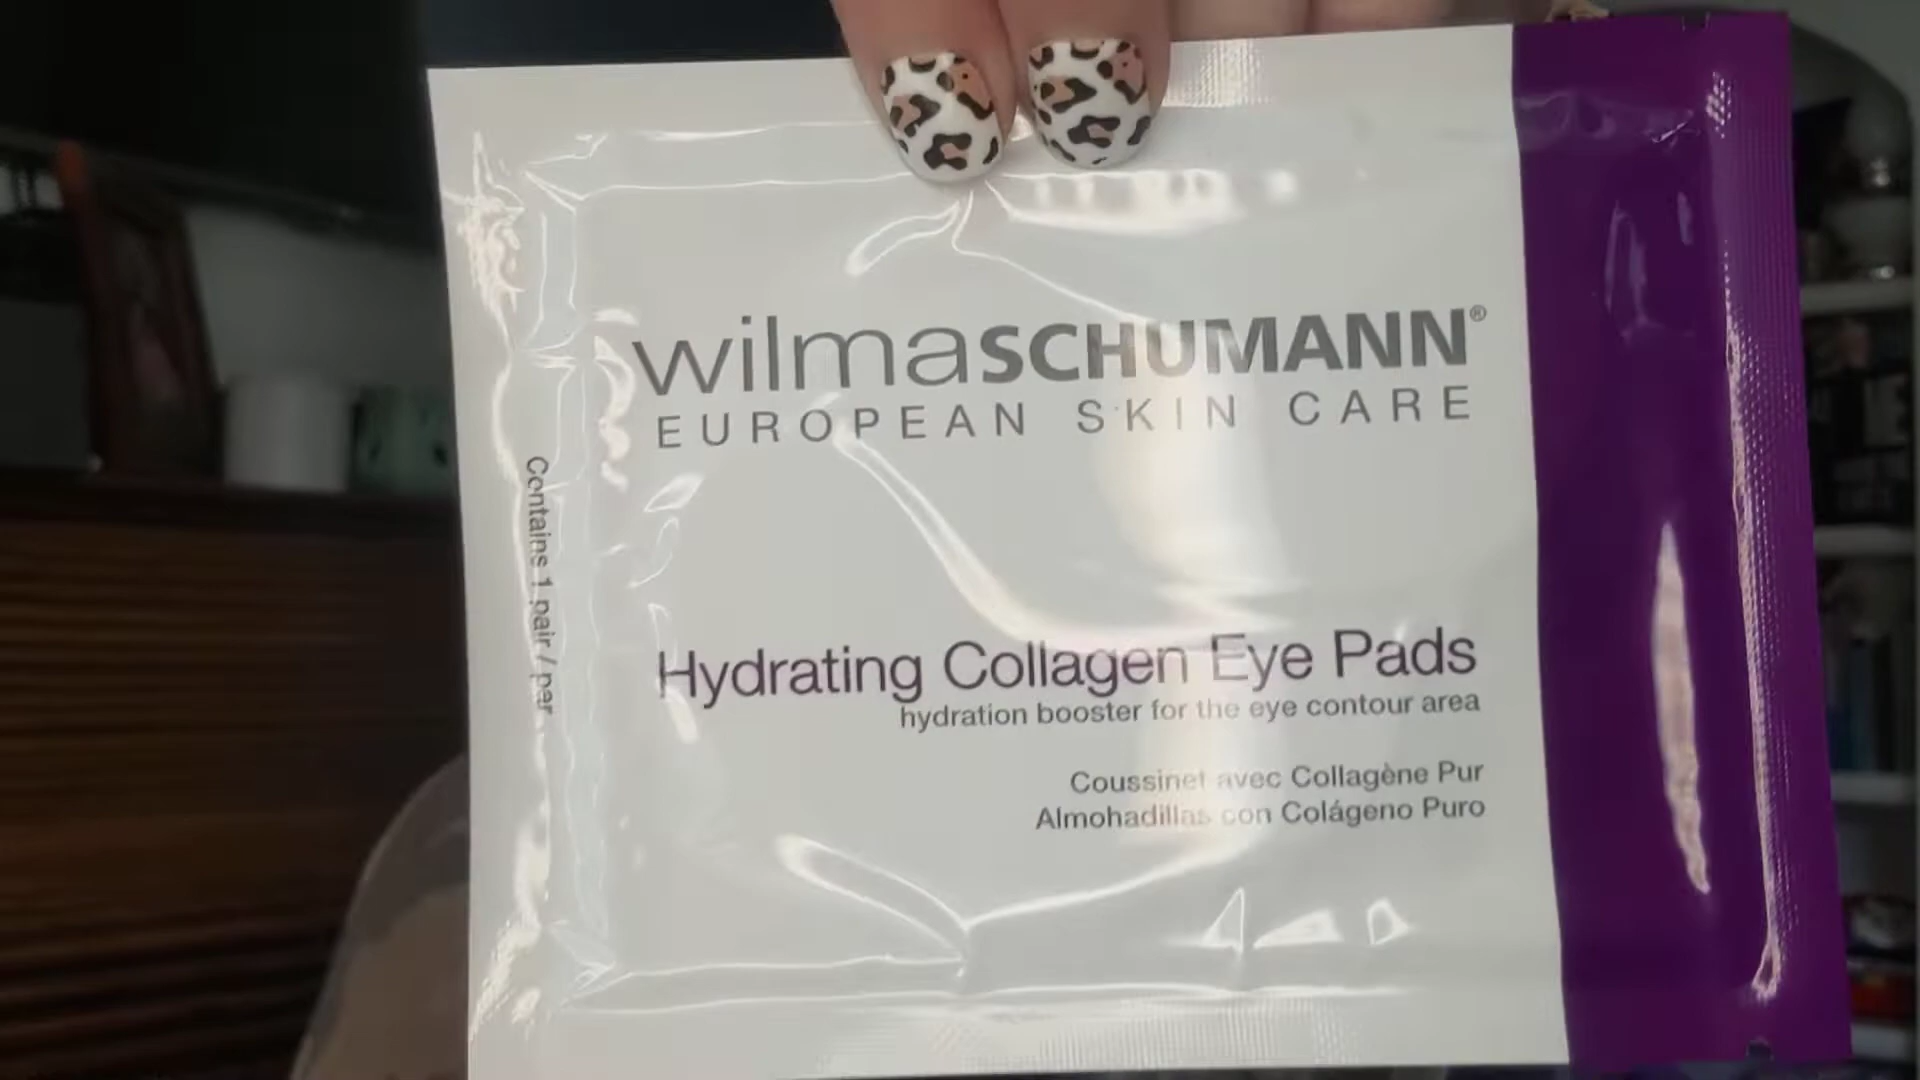 wilmaSCHUMANN®
EUROPEAN SKIN CARE
Contains 1 pair / per
Hydrating Collagen Eye Pads
hydration booster for the eye contour area
Coussinet avec Collagène Pur
Almohadillas con Colágeno Puro